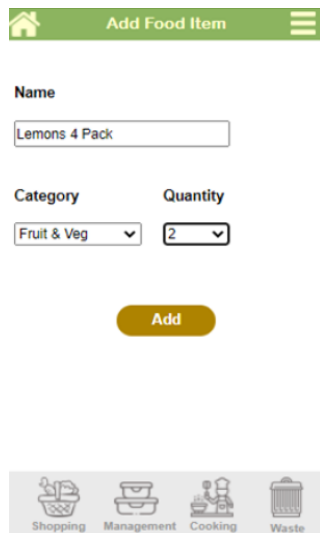 Add Food Item
Name
Lemons 4 Pack
Category Quantity
Fruit & Veg 2
Add
Shopping Management Cooking Waste